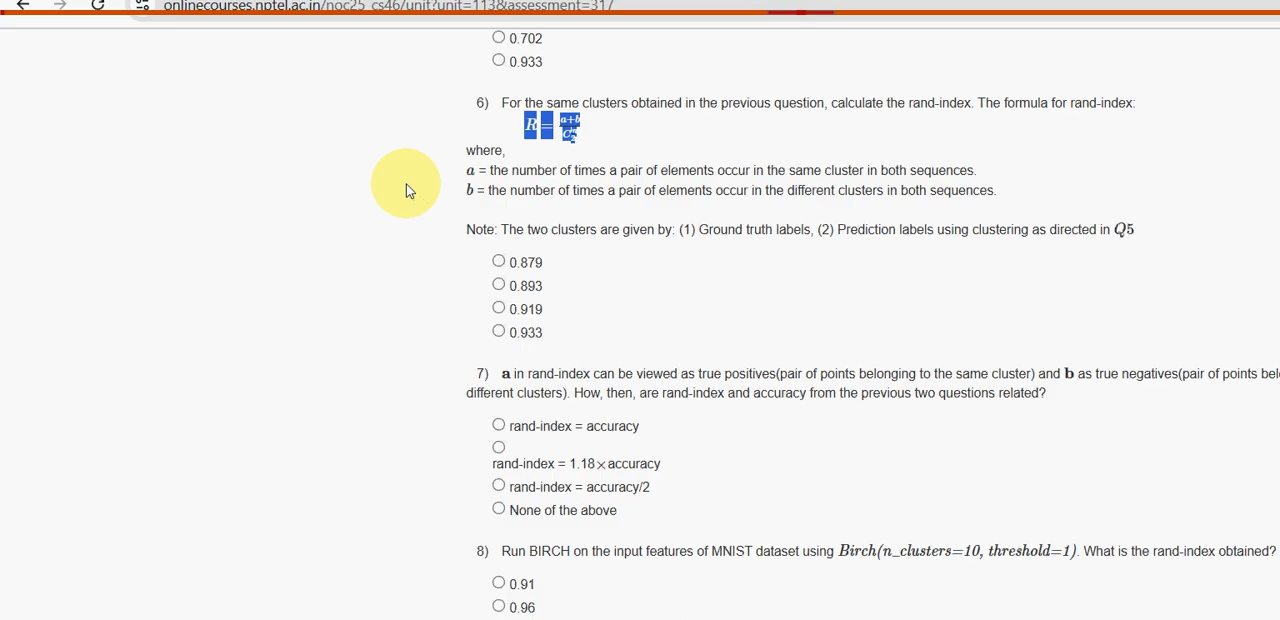 onlinecourses.nptel.ac.in/noc25_cs46/unit?unit=113&assessment=317
0.702
0.933
6) For the same clusters obtained in the previous question, calculate the rand-index. The formula for rand-index:
R = a+b / C_2^n
where,
a = the number of times a pair of elements occur in the same cluster in both sequences.
b = the number of times a pair of elements occur in the different clusters in both sequences.
Note: The two clusters are given by: (1) Ground truth labels, (2) Prediction labels using clustering as directed in Q5
0.879
0.893
0.919
0.933
7) a in rand-index can be viewed as true positives(pair of points belonging to the same cluster) and b as true negatives(pair of points bel
different clusters). How, then, are rand-index and accuracy from the previous two questions related?
rand-index = accuracy
rand-index = 1.18×accuracy
rand-index = accuracy/2
None of the above
8) Run BIRCH on the input features of MNIST dataset using Birch(n_clusters=10, threshold=1). What is the rand-index obtained?
0.91
0.96